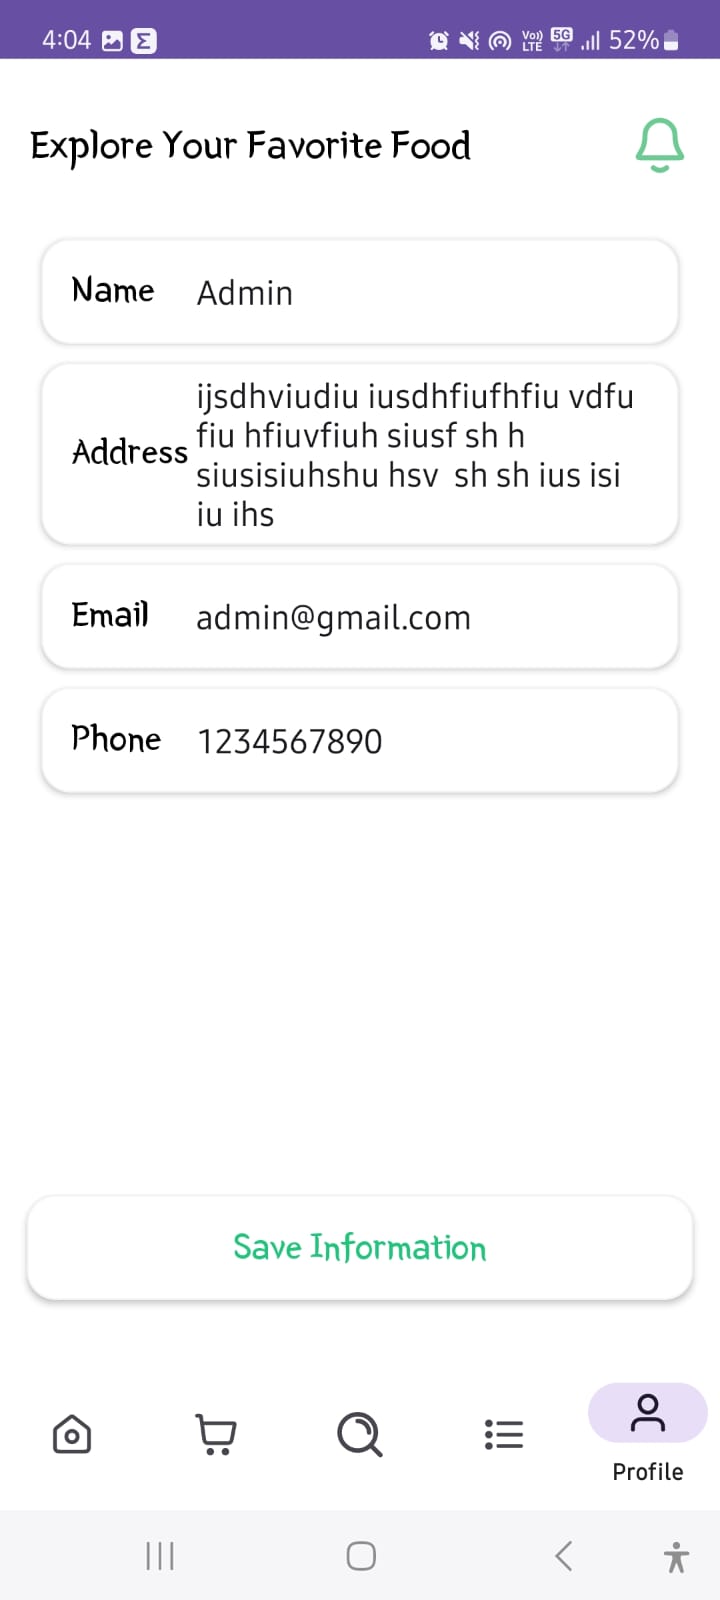 4:04 Vo)) LTE 5G 52%
Explore Your Favorite Food
Name Admin
Address ijsdhviudiu iusdhfiufhfiu vdfu
fiu hfiuvfiuh siusf sh h
siusisiuhshu hsv  sh sh ius isi
iu ihs
Email admin@gmail.com
Phone 1234567890
Save Information
Profile